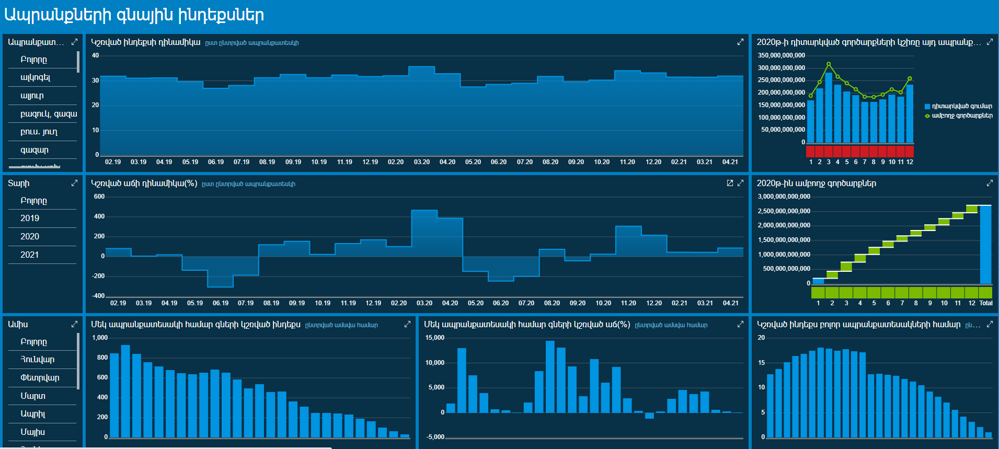 Ապրանքների գնային ինդեքսներ
Ապրանքատ...
Բոլորը
ալկոգել
ալյուր
բազուկ, գազա
բուս. յուղ
գազար
Կշռված ինդեքսի դինամիկա ըստ ընտրված ապրանքատեսկի
40
30
20
10
0
02.19 03.19 04.19 05.19 06.19 07.19 08.19 09.19 10.19 11.19 12.19 02.20 03.20 04.20 05.20 06.20 07.20 08.20 09.20 10.20 11.20 12.20 02.21 03.21 04.21
2020թ-ի դիտարկված գործարքների կշիռը այդ ապրանք...
350,000,000,000
300,000,000,000
250,000,000,000
200,000,000,000
150,000,000,000
100,000,000,000
50,000,000,000
0
1 2 3 4 5 6 7 8 9 10 11 12
դիտարկված գումար
ամբողջ գործարքներ
Տարի
Բոլորը
2019
2020
2021
Կշռված աճի դինամիկա(%) ըստ ընտրված ապրանքատեսկի
600
400
200
0
-200
-400
02.19 03.19 04.19 05.19 06.19 07.19 08.19 09.19 10.19 11.19 12.19 02.20 03.20 04.20 05.20 06.20 07.20 08.20 09.20 10.20 11.20 12.20 02.21 03.21 04.21
2020թ-ին ամբողջ գործարքներ
3,000,000,000,000
2,500,000,000,000
2,000,000,000,000
1,500,000,000,000
1,000,000,000,000
500,000,000,000
0
1 2 3 4 5 6 7 8 9 10 11 12 Total
Ամիս
Բոլորը
Հունվար
Փետրվար
Մարտ
Ապրիլ
Մայիս
Մեկ ապրանքատեսակի համար գների կշռված ինդեքս ընտրված ամսվա համար
1,000
800
600
400
200
0
Մեկ ապրանքատեսակի համար գների կշռված աճ(%) ընտրված ամսվա համար
15,000
10,000
5,000
0
-5,000
Կշռված ինդեքս բոլոր ապրանքատեսակների համար ըն...
20
15
10
5
0